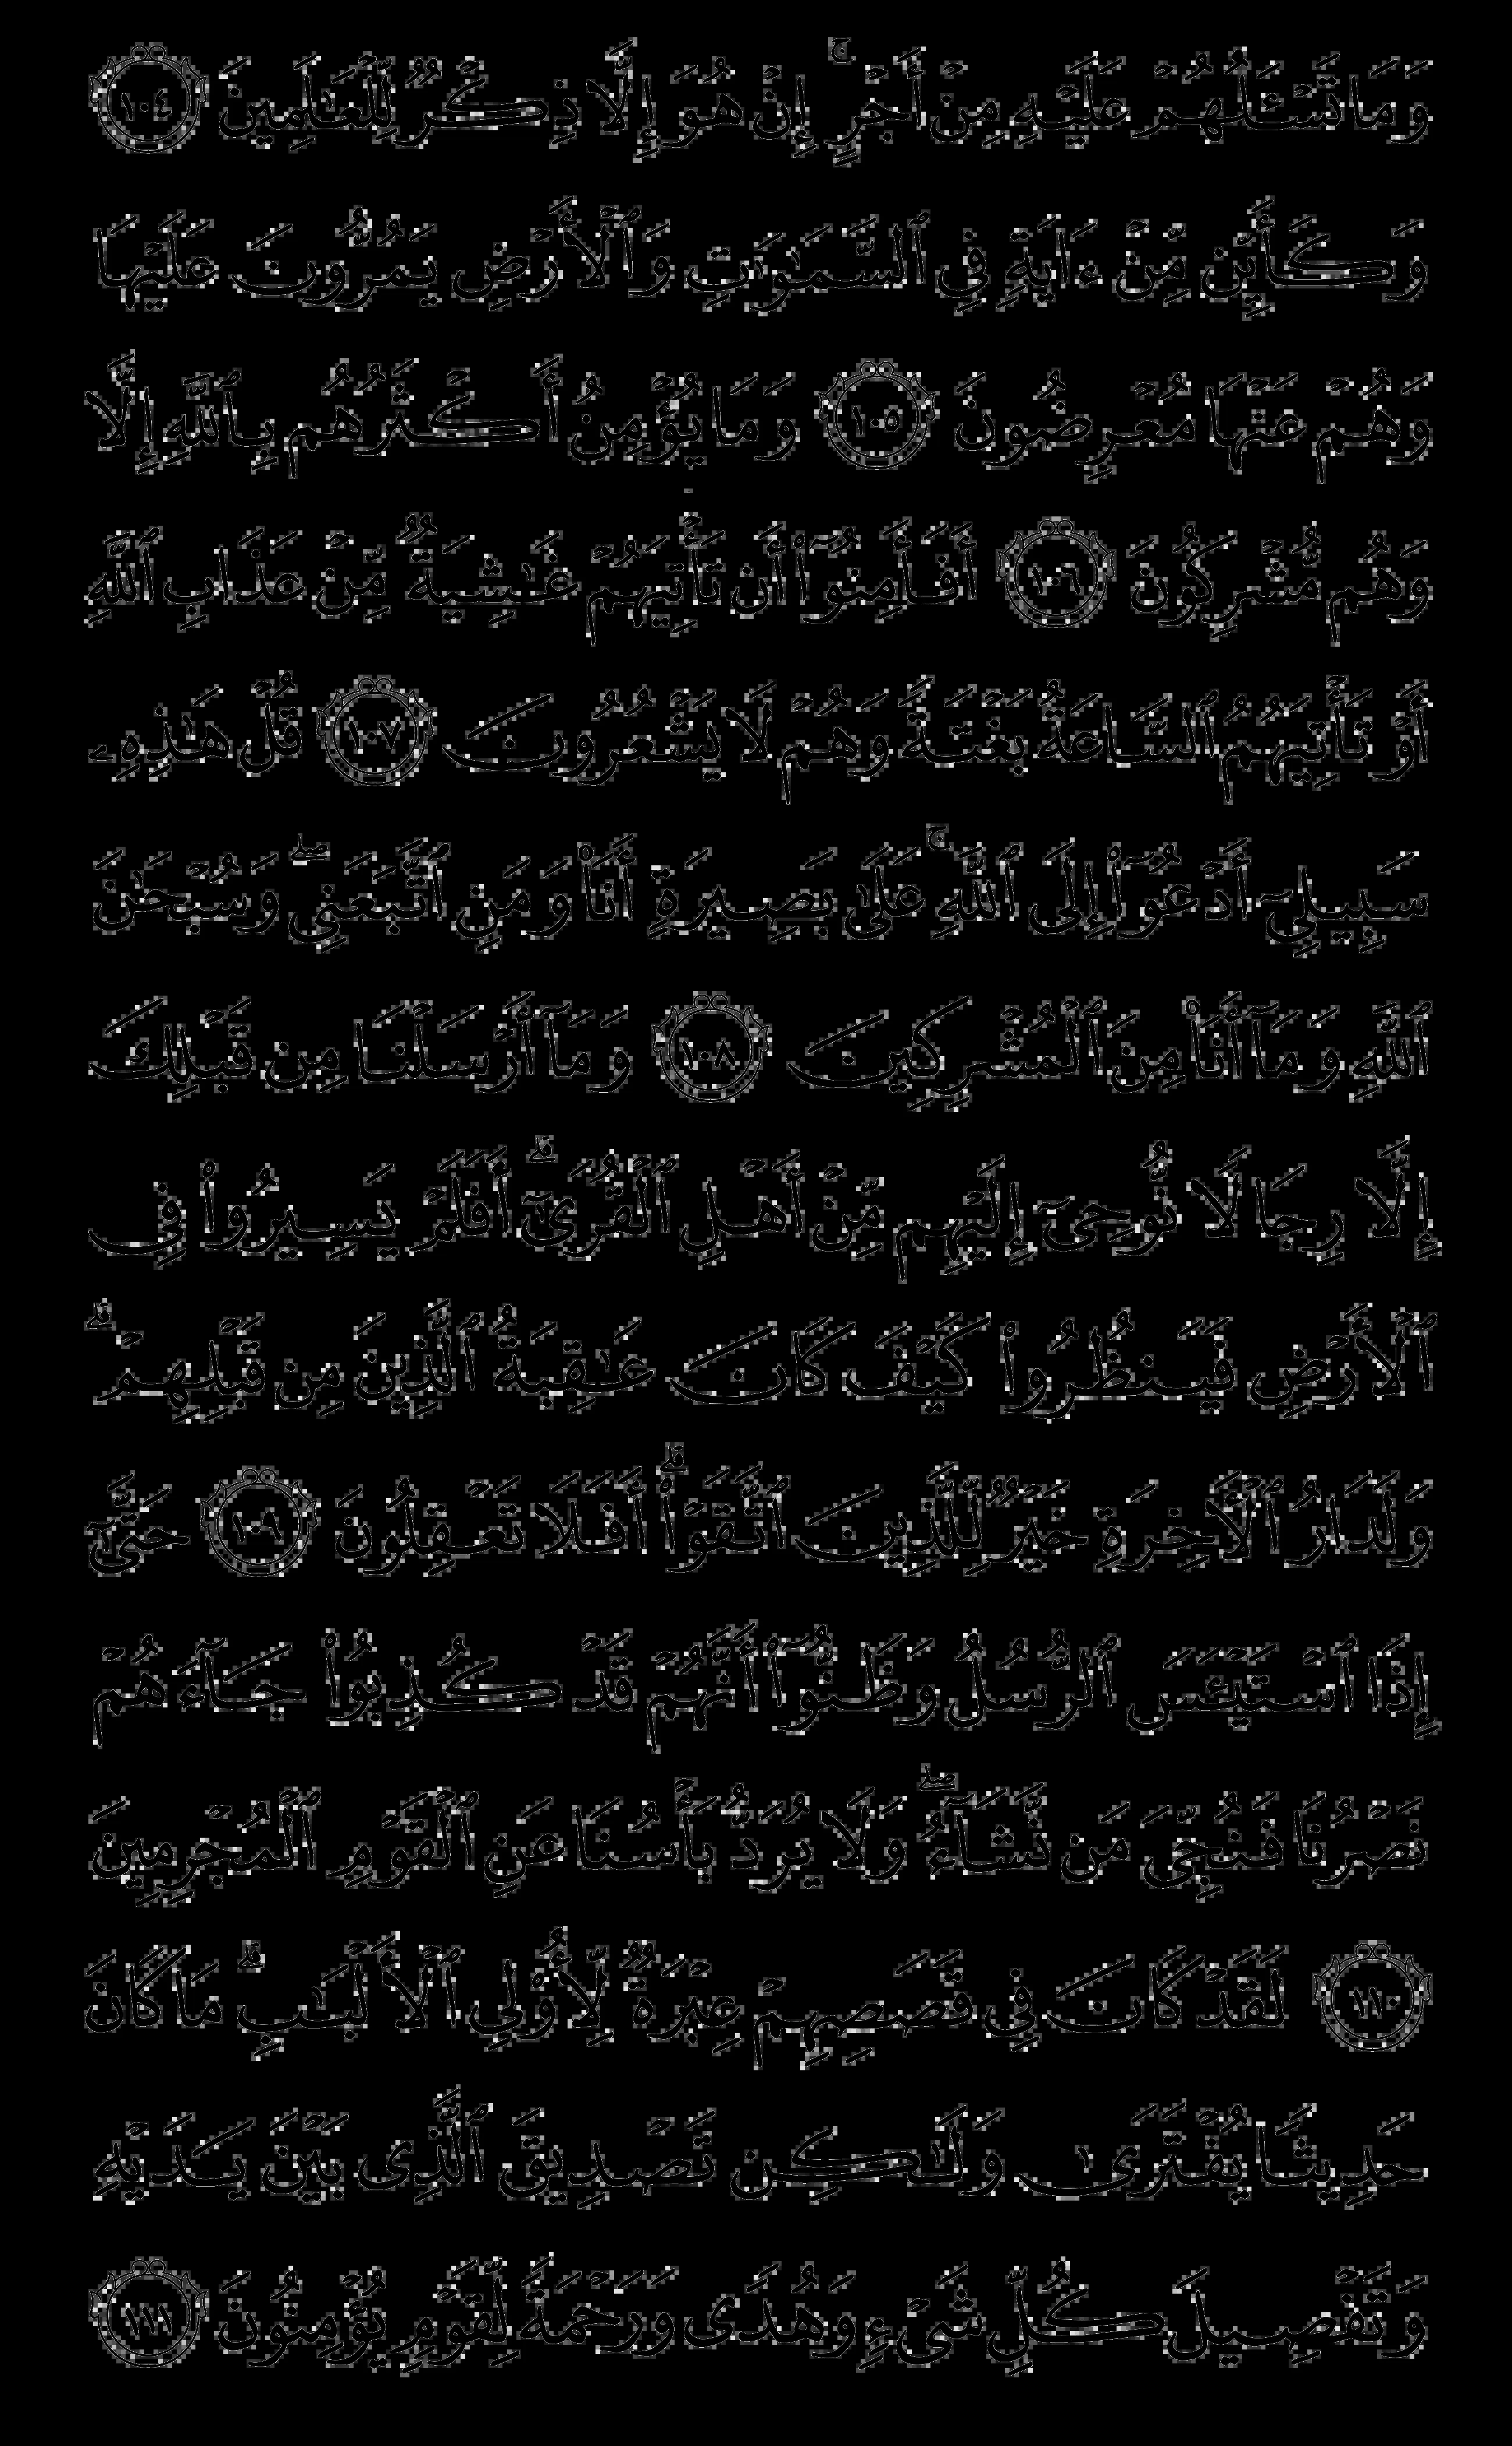 وَمَا تَسْـَٔلُهُمْ عَلَيْهِ مِنْ أَجْرٍ ۚ إِنْ هُوَ إِلَّا ذِكْرٌ لِّلْعَٰلَمِينَ ١٠٤
وَكَأَيِّن مِّنْ ءَايَةٍ فِى ٱلسَّمَٰوَٰتِ وَٱلْأَرْضِ يَمُرُّونَ عَلَيْهَا
وَهُمْ عَنْهَا مُعْرِضُونَ ١٠٥ وَمَا يُؤْمِنُ أَكْثَرُهُم بِٱللَّهِ إِلَّا
وَهُم مُّشْرِكُونَ ١٠٦ أَفَأَمِنُوٓا۟ أَن تَأْتِيَهُمْ غَٰشِيَةٌ مِّنْ عَذَابِ ٱللَّهِ
أَوْ تَأْتِيَهُمُ ٱلسَّاعَةُ بَغْتَةً وَهُمْ لَا يَشْعُرُونَ ١٠٧ قُلْ هَٰذِهِۦ
سَبِيلِىٓ أَدْعُوٓا۟ إِلَى ٱللَّهِ ۚ عَلَىٰ بَصِيرَةٍ أَنَا۠ وَمَنِ ٱتَّبَعَنِى ۖ وَسُبْحَٰنَ
ٱللَّهِ وَمَآ أَنَا۠ مِنَ ٱلْمُشْرِكِينَ ١٠٨ وَمَآ أَرْسَلْنَا مِن قَبْلِكَ
إِلَّا رِجَالًا نُّوحِىٓ إِلَيْهِم مِّنْ أَهْلِ ٱلْقُرَىٰٓ ۗ أَفَلَمْ يَسِيرُوا۟ فِى
ٱلْأَرْضِ فَيَنظُرُوا۟ كَيْفَ كَانَ عَٰقِبَةُ ٱلَّذِينَ مِن قَبْلِهِمْ ۗ
وَلَدَارُ ٱلْءَاخِرَةِ خَيْرٌ لِّلَّذِينَ ٱتَّقَوْا۟ ۗ أَفَلَا تَعْقِلُونَ ١٠٩ حَتَّىٰٓ
إِذَا ٱسْتَيْـَٔسَ ٱلرُّسُلُ وَظَنُّوٓا۟ أَنَّهُمْ قَدْ كُذِبُوا۟ جَآءَهُمْ
نَصْرُنَا فَنُجِّىَ مَن نَّشَآءُ ۖ وَلَا يُرَدُّ بَأْسُنَا عَنِ ٱلْقَوْمِ ٱلْمُجْرِمِينَ
١١٠ لَقَدْ كَانَ فِى قَصَصِهِمْ عِبْرَةٌ لِّأُو۟لِى ٱلْأَلْبَٰبِ ۗ مَا كَانَ
حَدِيثًا يُفْتَرَىٰ وَلَٰكِن تَصْدِيقَ ٱلَّذِى بَيْنَ يَدَيْهِ
وَتَفْصِيلَ كُلِّ شَىْءٍ وَهُدًى وَرَحْمَةً لِّقَوْمٍ يُؤْمِنُونَ ١١١